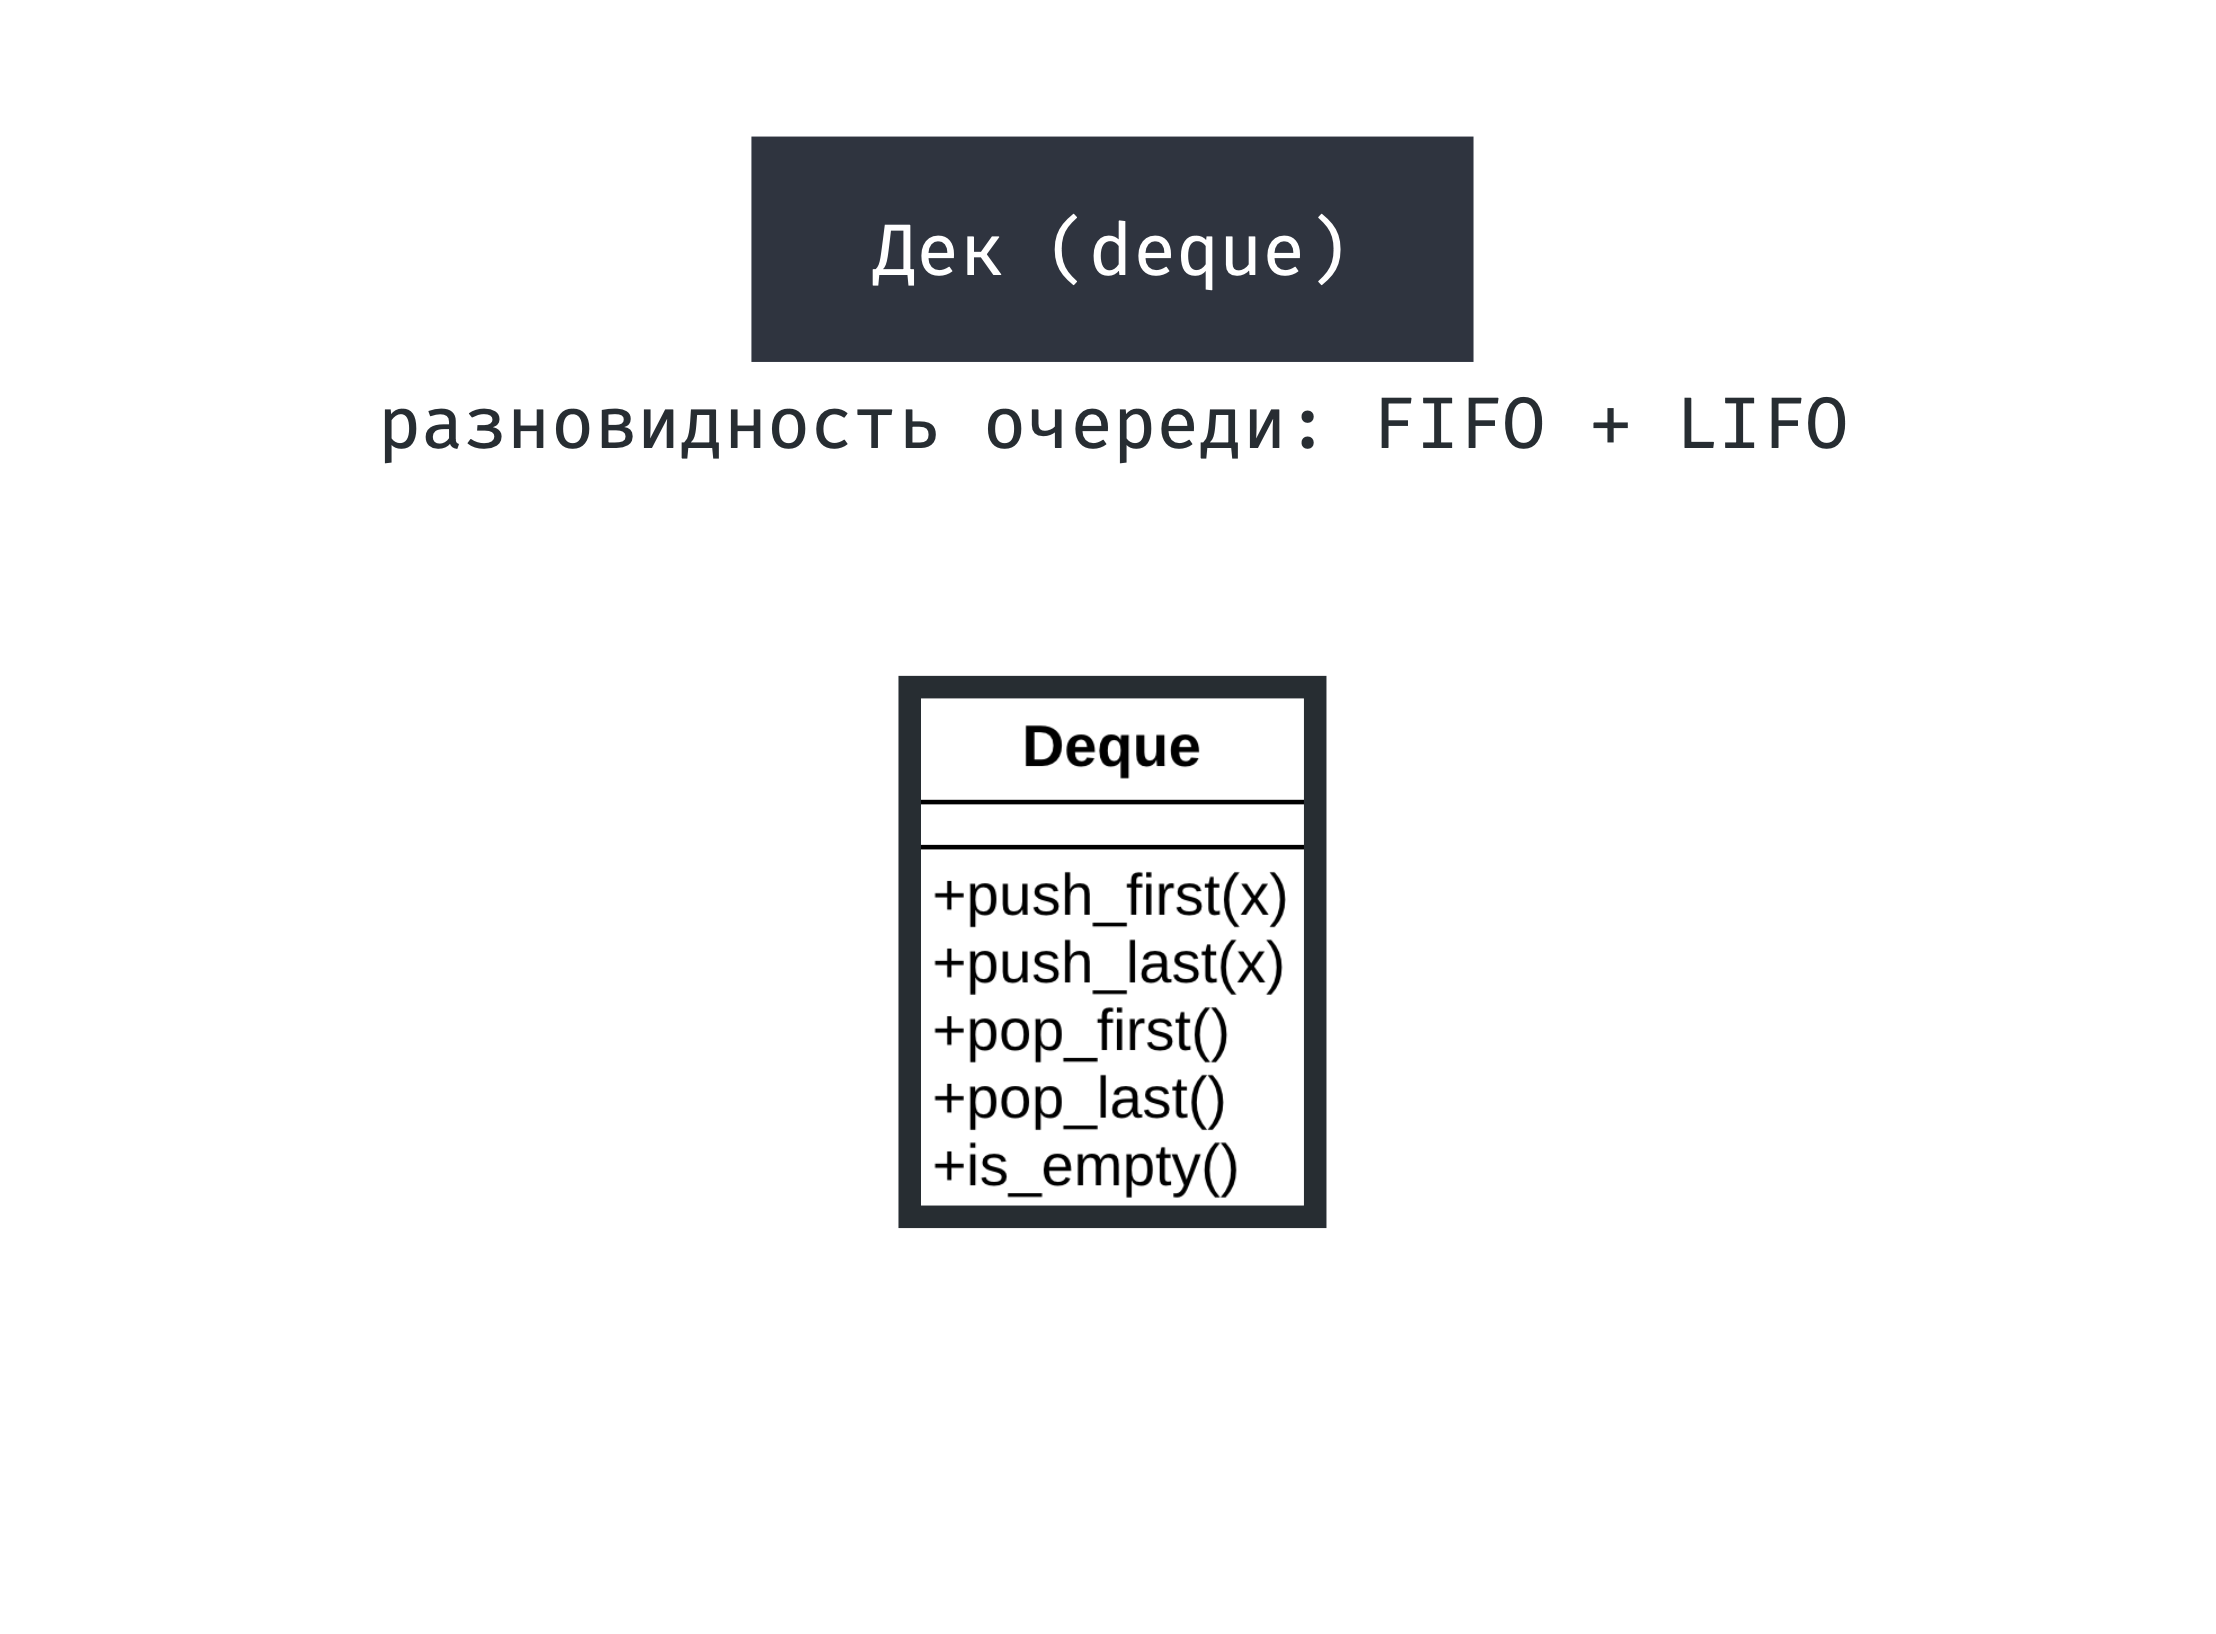 Дек (deque)
разновидность очереди: FIFO + LIFO
Deque
+push_first(x)
+push_last(x)
+pop_first()
+pop_last()
+is_empty()